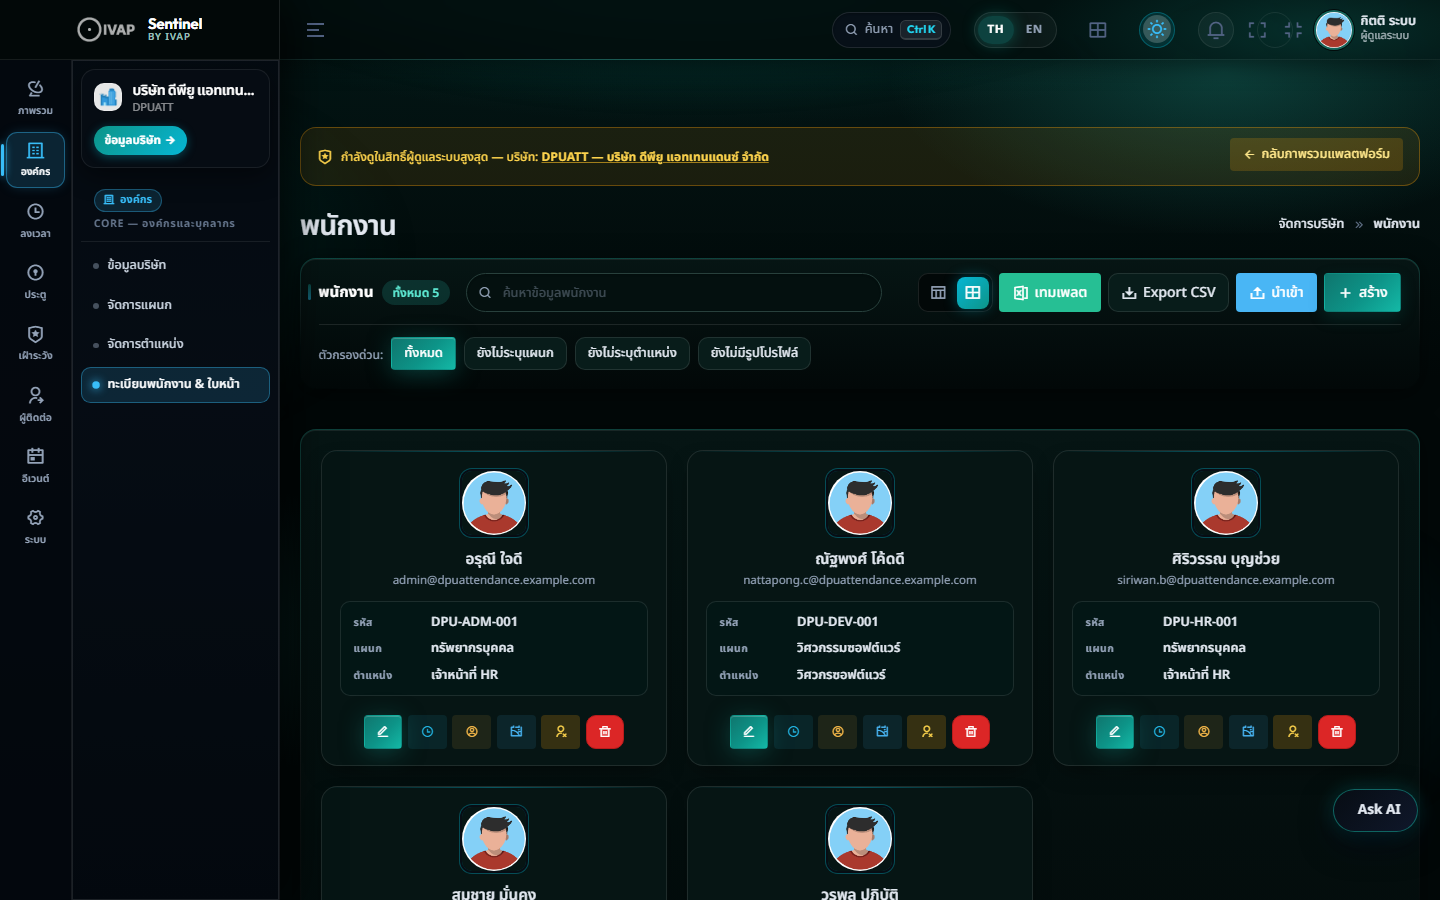 IVAP
Sentinel
BY IVAP
ค้นหา
Ctrl K
TH
EN
กิตติ ระบบ
ผู้ดูแลระบบ
ภาพรวม
องค์กร
ลงเวลา
ประตู
เฝ้าระวัง
ผู้ติดต่อ
อีเวนต์
ระบบ
บริษัท ดีพียู แอทเทน...
DPUATT
ข้อมูลบริษัท →
องค์กร
CORE — องค์กรและบุคลากร
ข้อมูลบริษัท
จัดการแผนก
จัดการตำแหน่ง
ทะเบียนพนักงาน & ใบหน้า
กำลังดูในสิทธิ์ผู้ดูแลระบบสูงสุด — บริษัท: DPUATT — บริษัท ดีพียู แอทเทนแดนซ์ จำกัด
← กลับภาพรวมแพลตฟอร์ม
พนักงาน
จัดการบริษัท » พนักงาน
พนักงาน
ทั้งหมด 5
ค้นหาข้อมูลพนักงาน
เทมเพลต
Export CSV
นำเข้า
+ สร้าง
ตัวกรองด่วน:
ทั้งหมด
ยังไม่ระบุแผนก
ยังไม่ระบุตำแหน่ง
ยังไม่มีรูปโปรไฟล์
อรุณี ใจดี
admin@dpuattendance.example.com
รหัส DPU-ADM-001
แผนก ทรัพยากรบุคคล
ตำแหน่ง เจ้าหน้าที่ HR
ณัฐพงศ์ โค้ดดี
nattapong.c@dpuattendance.example.com
รหัส DPU-DEV-001
แผนก วิศวกรรมซอฟต์แวร์
ตำแหน่ง วิศวกรซอฟต์แวร์
ศิริวรรณ บุญช่วย
siriwan.b@dpuattendance.example.com
รหัส DPU-HR-001
แผนก ทรัพยากรบุคคล
ตำแหน่ง เจ้าหน้าที่ HR
สมชาย มั่นคง
วรพล ปฏิบัติ
Ask AI